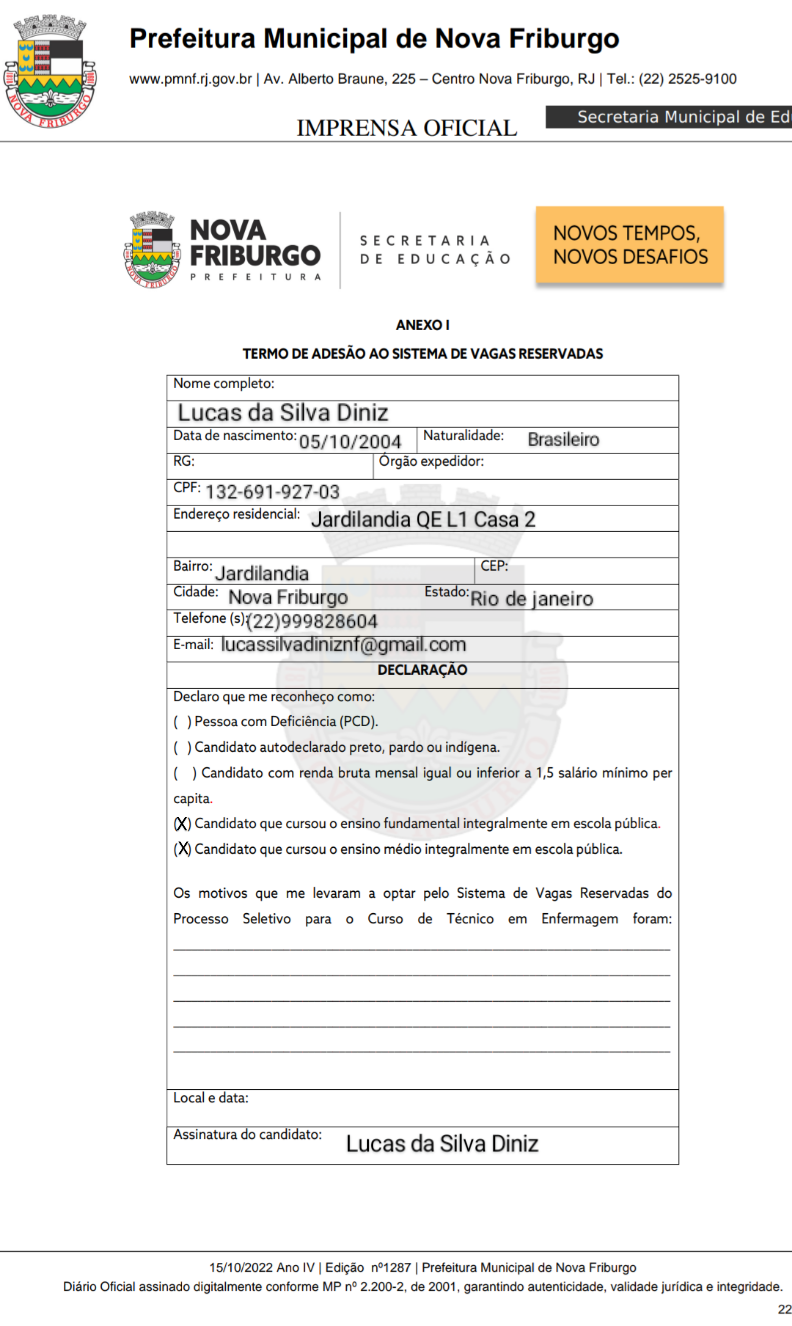 Prefeitura Municipal de Nova Friburgo
www.pmnf.rj.gov.br | Av. Alberto Braune, 225 – Centro Nova Friburgo, RJ | Tel.: (22) 2525-9100
IMPRENSA OFICIAL
Secretaria Municipal de Edu
NOVA FRIBURGO
NOVA
FRIBURGO
PREFEITURA
SECRETARIA
DE EDUCAÇÃO
NOVOS TEMPOS,
NOVOS DESAFIOS
ANEXO I
TERMO DE ADESÃO AO SISTEMA DE VAGAS RESERVADAS
Nome completo:
Lucas da Silva Diniz
Data de nascimento: 05/10/2004 Naturalidade: Brasileiro
RG: Órgão expedidor:
CPF: 132-691-927-03
Endereço residencial: Jardilandia QE L1 Casa 2
Bairro: Jardilandia CEP:
Cidade: Nova Friburgo Estado: Rio de janeiro
Telefone (s): (22)999828604
E-mail: lucassilvadiniznf@gmail.com
DECLARAÇÃO
Declaro que me reconheço como:
( ) Pessoa com Deficiência (PCD).
( ) Candidato autodeclarado preto, pardo ou indígena.
( ) Candidato com renda bruta mensal igual ou inferior a 1,5 salário mínimo per
capita.
(X) Candidato que cursou o ensino fundamental integralmente em escola pública.
(X) Candidato que cursou o ensino médio integralmente em escola pública.
Os motivos que me levaram a optar pelo Sistema de Vagas Reservadas do
Processo Seletivo para o Curso de Técnico em Enfermagem foram:
Local e data:
Assinatura do candidato: Lucas da Silva Diniz
15/10/2022 Ano IV | Edição nº1287 | Prefeitura Municipal de Nova Friburgo
Diário Oficial assinado digitalmente conforme MP nº 2.200-2, de 2001, garantindo autenticidade, validade jurídica e integridade.
22